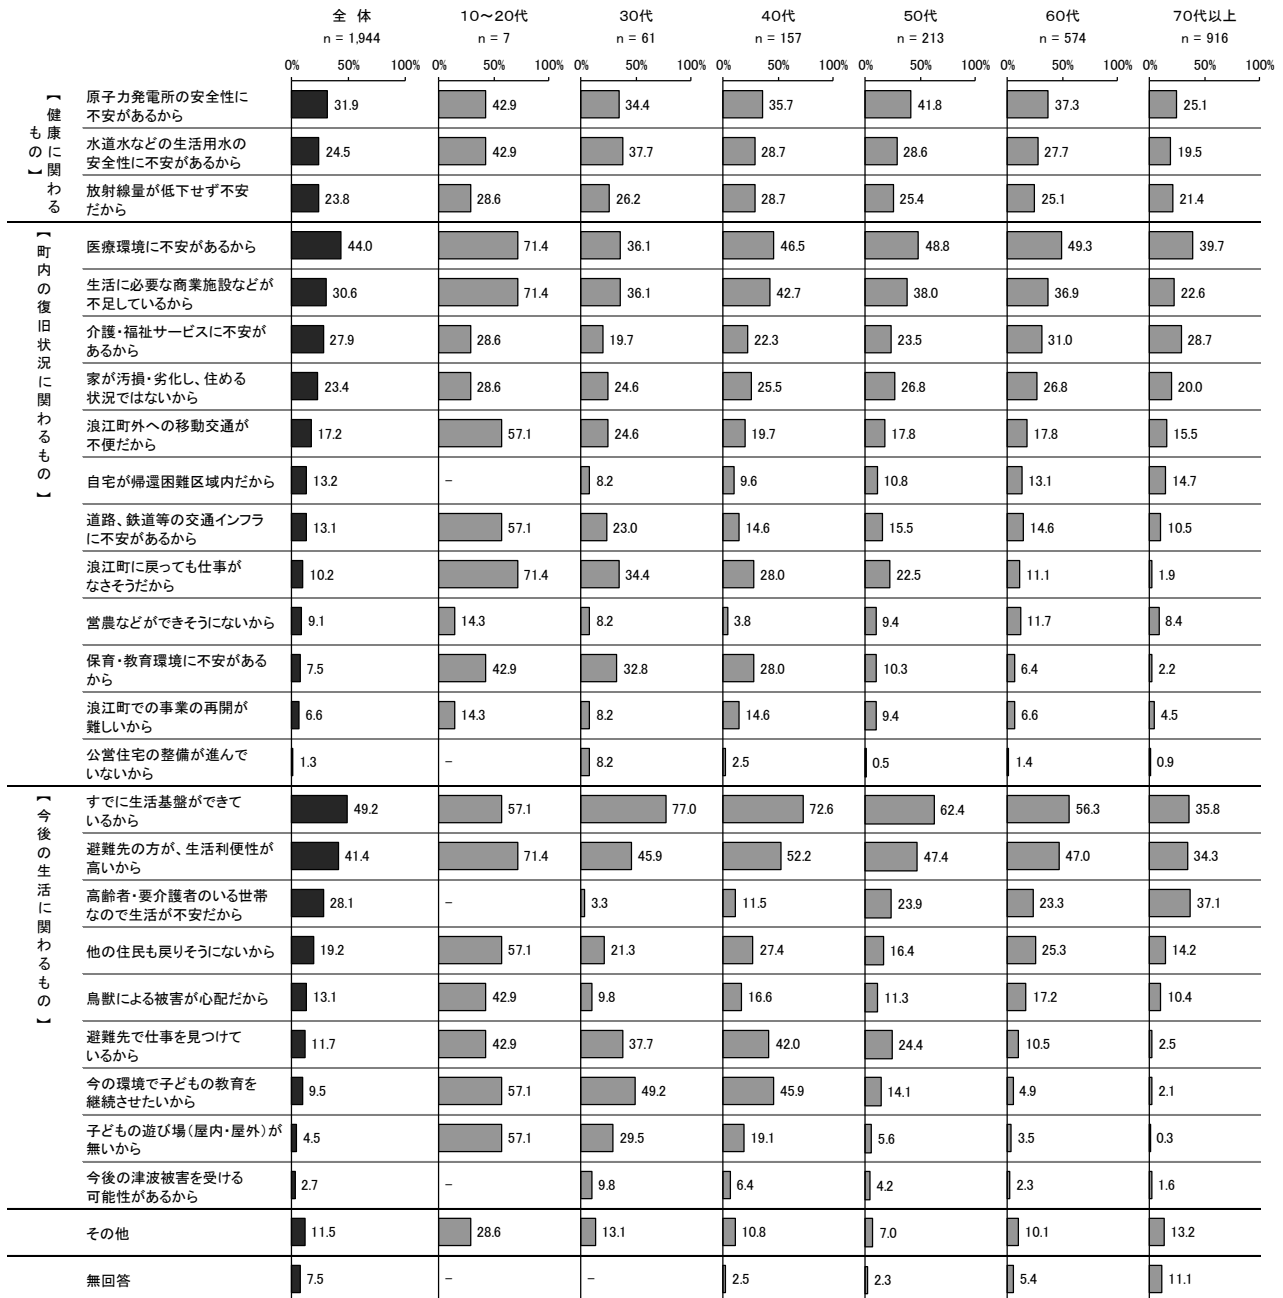 全 体 10～20代 30代 40代 50代 60代 70代以上
n = 1,944 n = 7 n = 61 n = 157 n = 213 n = 574 n = 916
0% 50% 100% 0% 50% 100% 0% 50% 100% 0% 50% 100% 0% 50% 100% 0% 50% 100% 0% 50% 100%
【健康に関わるもの】
原子力発電所の安全性に
不安があるから
31.9 42.9 34.4 35.7 41.8 37.3 25.1
水道水などの生活用水の
安全性に不安があるから
24.5 42.9 37.7 28.7 28.6 27.7 19.5
放射線量が低下せず不安
だから
23.8 28.6 26.2 28.7 25.4 25.1 21.4
【町内の復旧状況に関わるもの】
医療環境に不安があるから
44.0 71.4 36.1 46.5 48.8 49.3 39.7
生活に必要な商業施設などが
不足しているから
30.6 71.4 36.1 42.7 38.0 36.9 22.6
介護・福祉サービスに不安が
あるから
27.9 28.6 19.7 22.3 23.5 31.0 28.7
家が汚損・劣化し、住める
状況ではないから
23.4 28.6 24.6 25.5 26.8 26.8 20.0
浪江町外への移動交通が
不便だから
17.2 57.1 24.6 19.7 17.8 17.8 15.5
自宅が帰還困難区域内だから
13.2 － 8.2 9.6 10.8 13.1 14.7
道路、鉄道等の交通インフラ
に不安があるから
13.1 57.1 23.0 14.6 15.5 14.6 10.5
浪江町に戻っても仕事が
なさそうだから
10.2 71.4 34.4 28.0 22.5 11.1 1.9
営農などができそうにないから
9.1 14.3 8.2 3.8 9.4 11.7 8.4
保育・教育環境に不安がある
から
7.5 42.9 32.8 28.0 10.3 6.4 2.2
浪江町での事業の再開が
難しいから
6.6 14.3 8.2 14.6 9.4 6.6 4.5
公営住宅の整備が進んで
いないから
1.3 － 8.2 2.5 0.5 1.4 0.9
【今後の生活に関わるもの】
すでに生活基盤ができて
いるから
49.2 57.1 77.0 72.6 62.4 56.3 35.8
避難先の方が、生活利便性が
高いから
41.4 71.4 45.9 52.2 47.4 47.0 34.3
高齢者・要介護者のいる世帯
なので生活が不安だから
28.1 － 3.3 11.5 23.9 23.3 37.1
他の住民も戻りそうにないから
19.2 57.1 21.3 27.4 16.4 25.3 14.2
鳥獣による被害が心配だから
13.1 42.9 9.8 16.6 11.3 17.2 10.4
避難先で仕事を見つけて
いるから
11.7 42.9 37.7 42.0 24.4 10.5 2.5
今の環境で子どもの教育を
継続させたいから
9.5 57.1 49.2 45.9 14.1 4.9 2.1
子どもの遊び場（屋内・屋外）が
無いから
4.5 57.1 29.5 19.1 5.6 3.5 0.3
今後の津波被害を受ける
可能性があるから
2.7 － 9.8 6.4 4.2 2.3 1.6
その他
11.5 28.6 13.1 10.8 7.0 10.1 13.2
無回答
7.5 － － 2.5 2.3 5.4 11.1